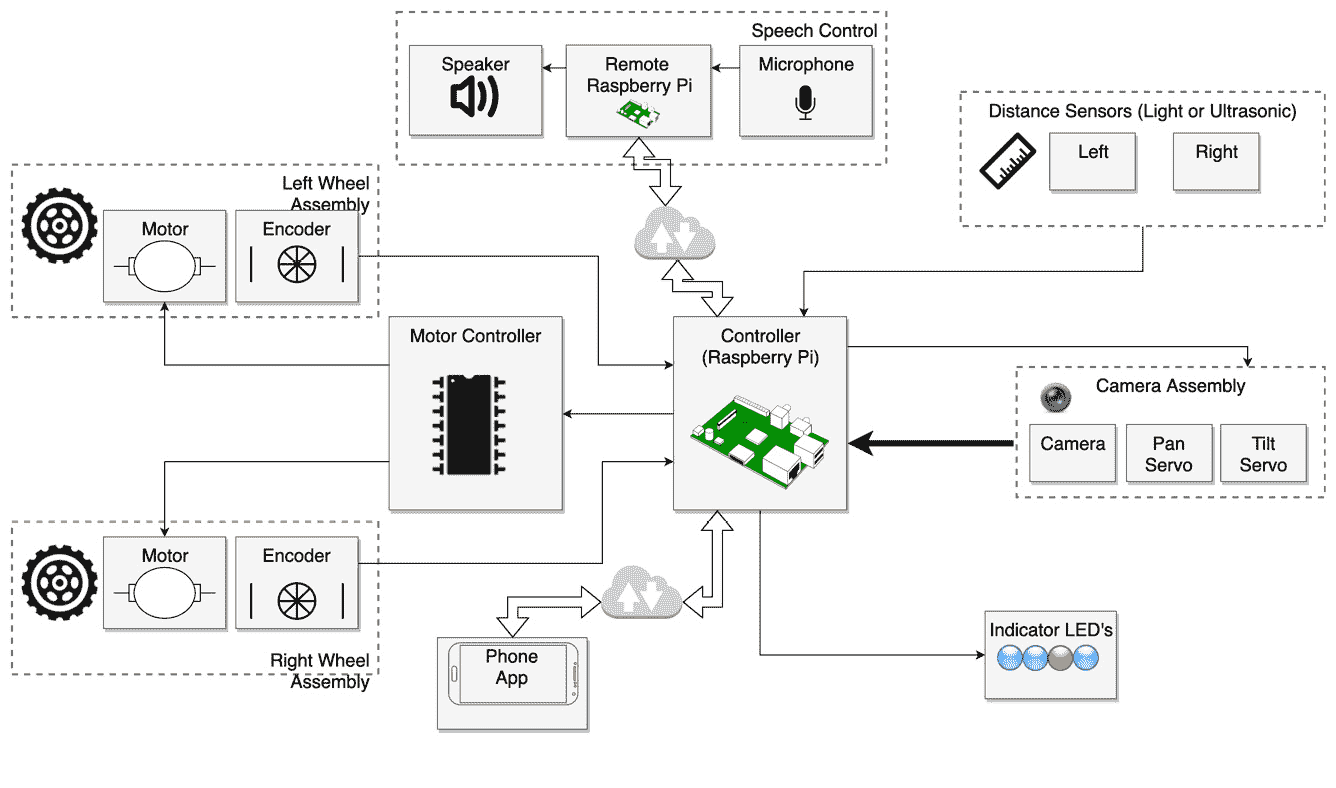 Speech Control
Speaker
Remote
Raspberry Pi
Microphone
Distance Sensors (Light or Ultrasonic)
Left
Right
Left Wheel
Assembly
Motor
Encoder
Motor Controller
Controller
(Raspberry Pi)
Camera Assembly
Camera
Pan
Servo
Tilt
Servo
Motor
Encoder
Right Wheel
Assembly
Phone
App
Indicator LED's